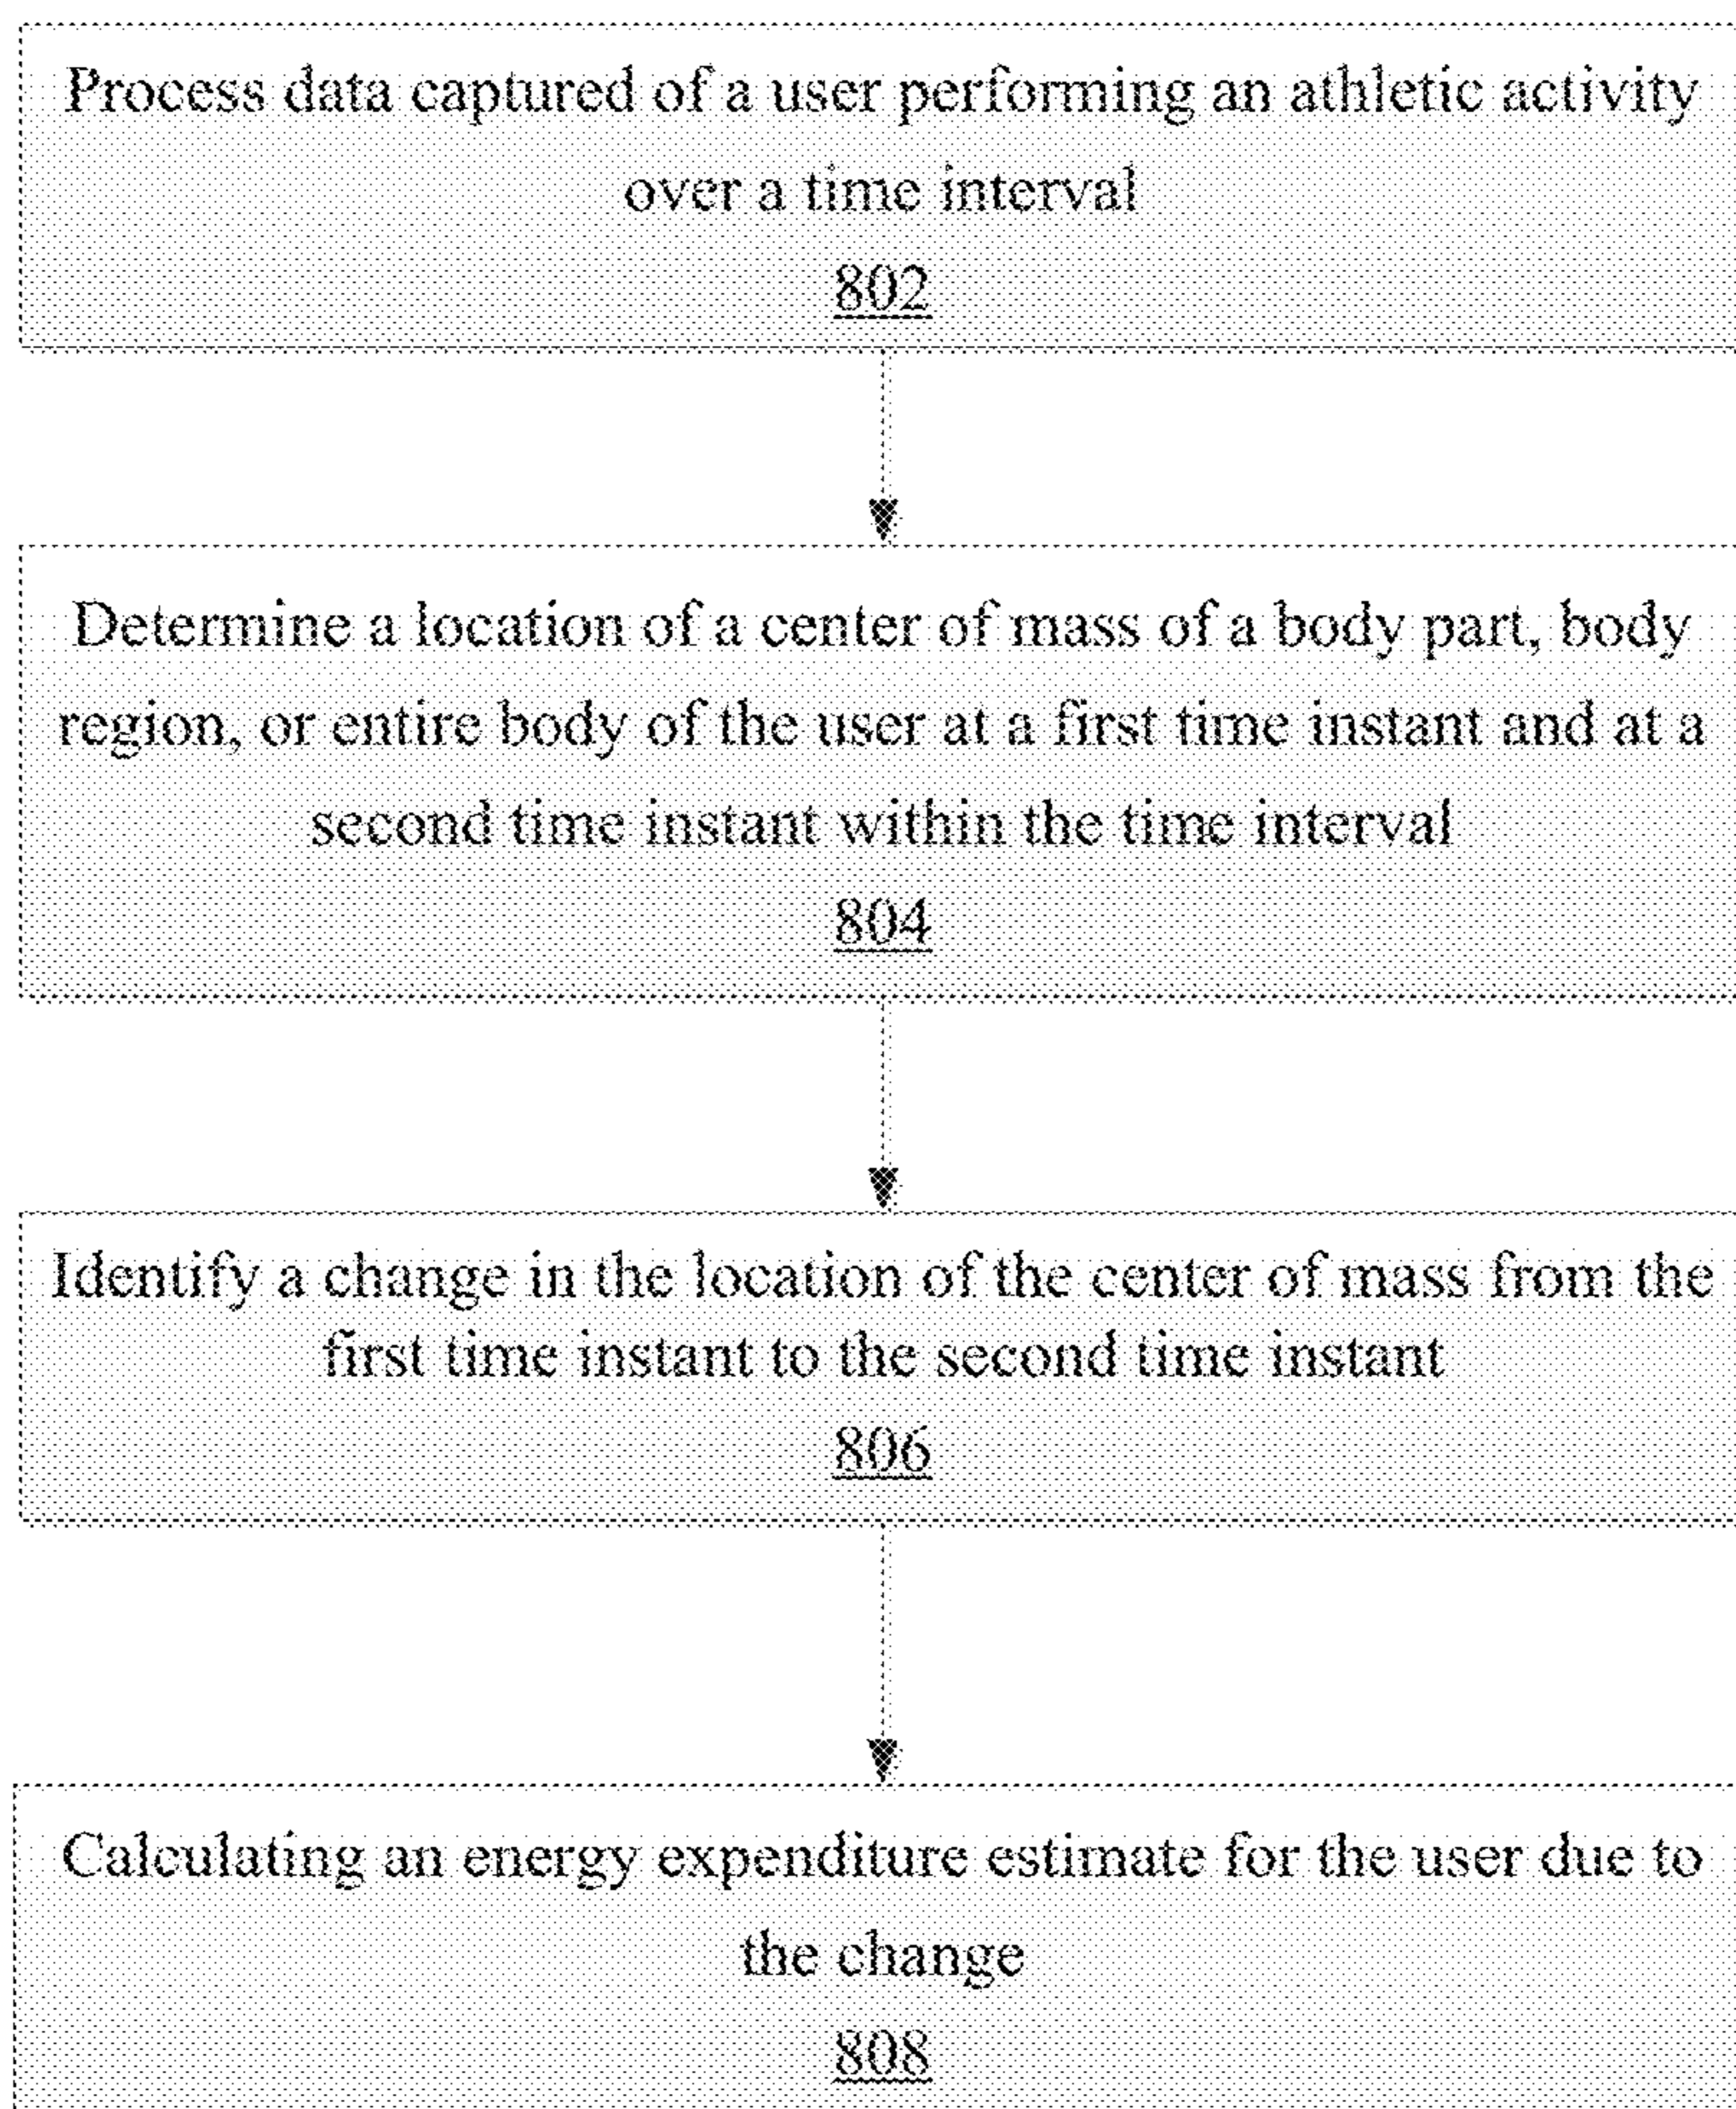 Process data captured of a user performing an athletic activity
over a time interval
802
Determine a location of a center of mass of a body part, body
region, or entire body of the user at a first time instant and at a
second time instant within the time interval
804
Identify a change in the location of the center of mass from the
first time instant to the second time instant
806
Calculating an energy expenditure estimate for the user due to
the change
808